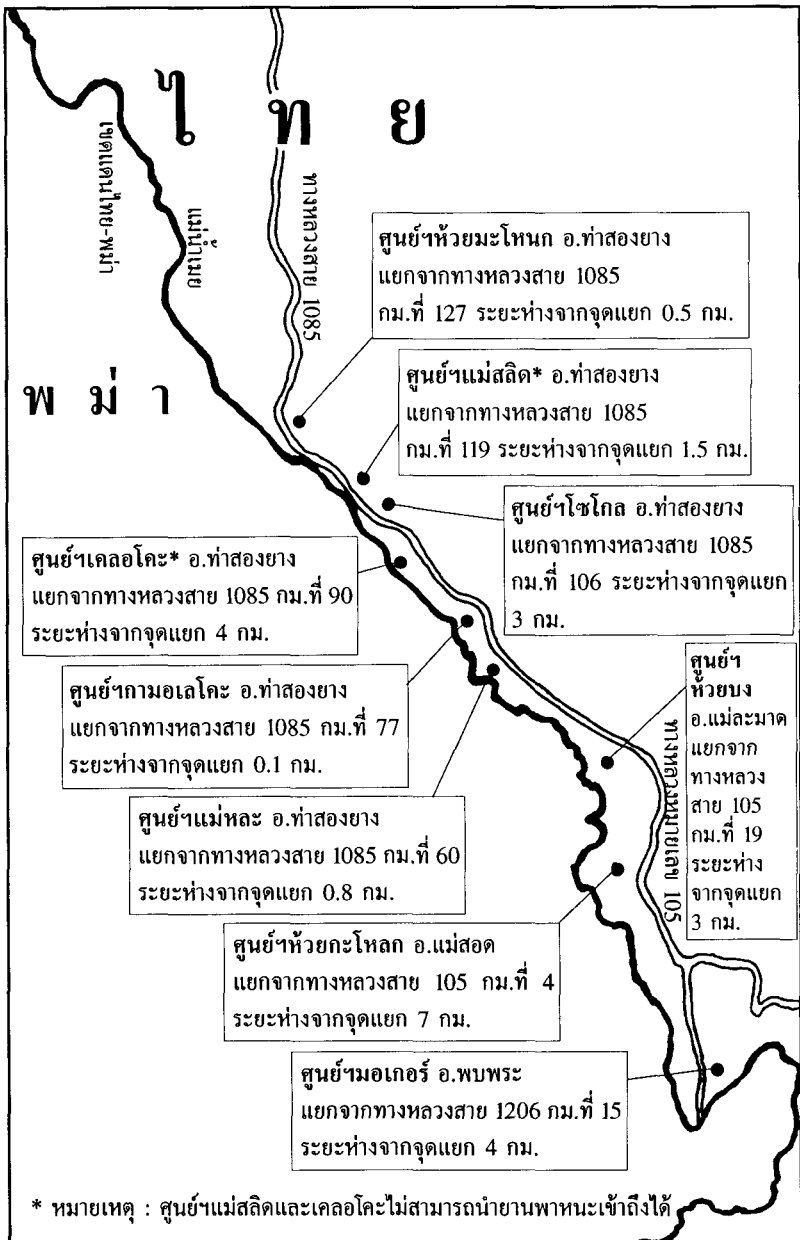 ไ ท ย
เขตแดนไทย-พม่า
แม่น้ำเมย
ทางหลวงสาย 1085
ศูนย์ฯห้วยมะโหนก อ.ท่าสองยาง
แยกจากทางหลวงสาย 1085
กม.ที่ 127 ระยะห่างจากจุดแยก 0.5 กม.
พ ม่ า
ศูนย์ฯแม่สลิด* อ.ท่าสองยาง
แยกจากทางหลวงสาย 1085
กม.ที่ 119 ระยะห่างจากจุดแยก 1.5 กม.
ศูนย์ฯโซโกล อ.ท่าสองยาง
แยกจากทางหลวงสาย 1085
กม.ที่ 106 ระยะห่างจากจุดแยก
3 กม.
ศูนย์ฯเคลอโคะ* อ.ท่าสองยาง
แยกจากทางหลวงสาย 1085 กม.ที่ 90
ระยะห่างจากจุดแยก 4 กม.
ศูนย์ฯกามอเลโคะ อ.ท่าสองยาง
แยกจากทางหลวงสาย 1085 กม.ที่ 77
ระยะห่างจากจุดแยก 0.1 กม.
ศูนย์ฯ
ห้วยบง
อ.แม่ละมาด
แยกจาก
ทางหลวง
สาย 105
กม.ที่ 19
ระยะห่าง
จากจุดแยก
3 กม.
ทางหลวงหมายเลข 105
ศูนย์ฯแม่หละ อ.ท่าสองยาง
แยกจากทางหลวงสาย 1085 กม.ที่ 60
ระยะห่างจากจุดแยก 0.8 กม.
ศูนย์ฯห้วยกะโหลก อ.แม่สอด
แยกจากทางหลวงสาย 105 กม.ที่ 4
ระยะห่างจากจุดแยก 7 กม.
ศูนย์ฯมอเกอร์ อ.พบพระ
แยกจากทางหลวงสาย 1206 กม.ที่ 15
ระยะห่างจากจุดแยก 4 กม.
* หมายเหตุ : ศูนย์ฯแม่สลิดและเคลอโคะไม่สามารถนำยานพาหนะเข้าถึงได้